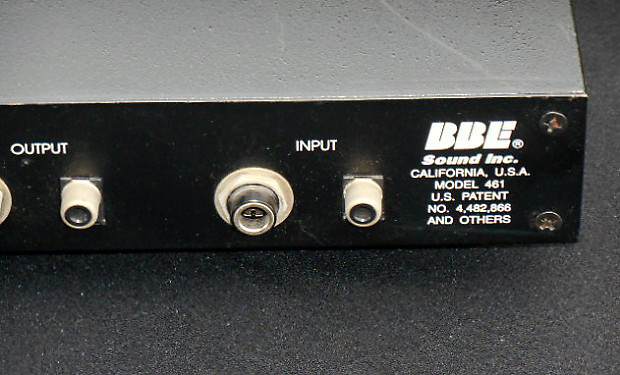 OUTPUT
INPUT
BBE®
Sound Inc.
CALIFORNIA, U.S.A.
MODEL 461
U.S. PATENT
NO. 4,482,866
AND OTHERS